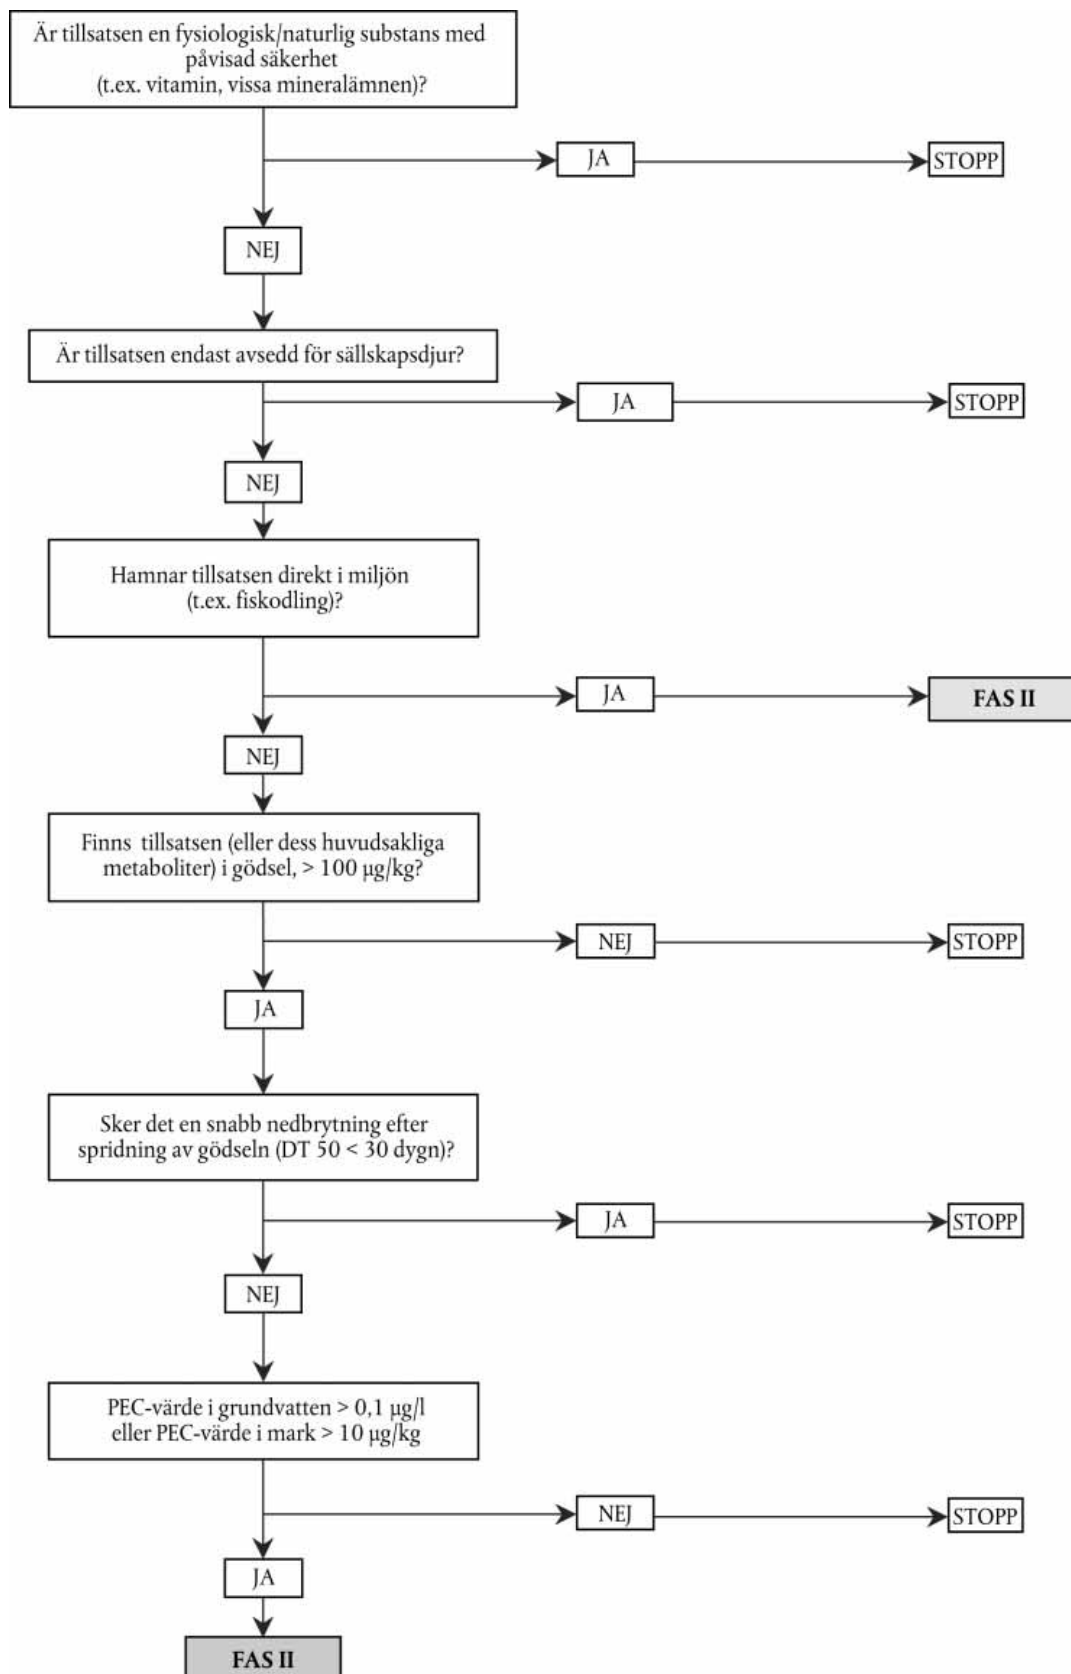 Är tillsatsen en fysiologisk/naturlig substans med
påvisad säkerhet
(t.ex. vitamin, vissa mineralämnen)?
JA
STOPP
NEJ
Är tillsatsen endast avsedd för sällskapsdjur?
JA
STOPP
NEJ
Hamnar tillsatsen direkt i miljön
(t.ex. fiskodling)?
JA
FAS II
NEJ
Finns tillsatsen (eller dess huvudsakliga
metaboliter) i gödsel, > 100 µg/kg?
NEJ
STOPP
JA
Sker det en snabb nedbrytning efter
spridning av gödseln (DT 50 < 30 dygn)?
JA
STOPP
NEJ
PEC-värde i grundvatten > 0,1 µg/l
eller PEC-värde i mark > 10 µg/kg
NEJ
STOPP
JA
FAS II